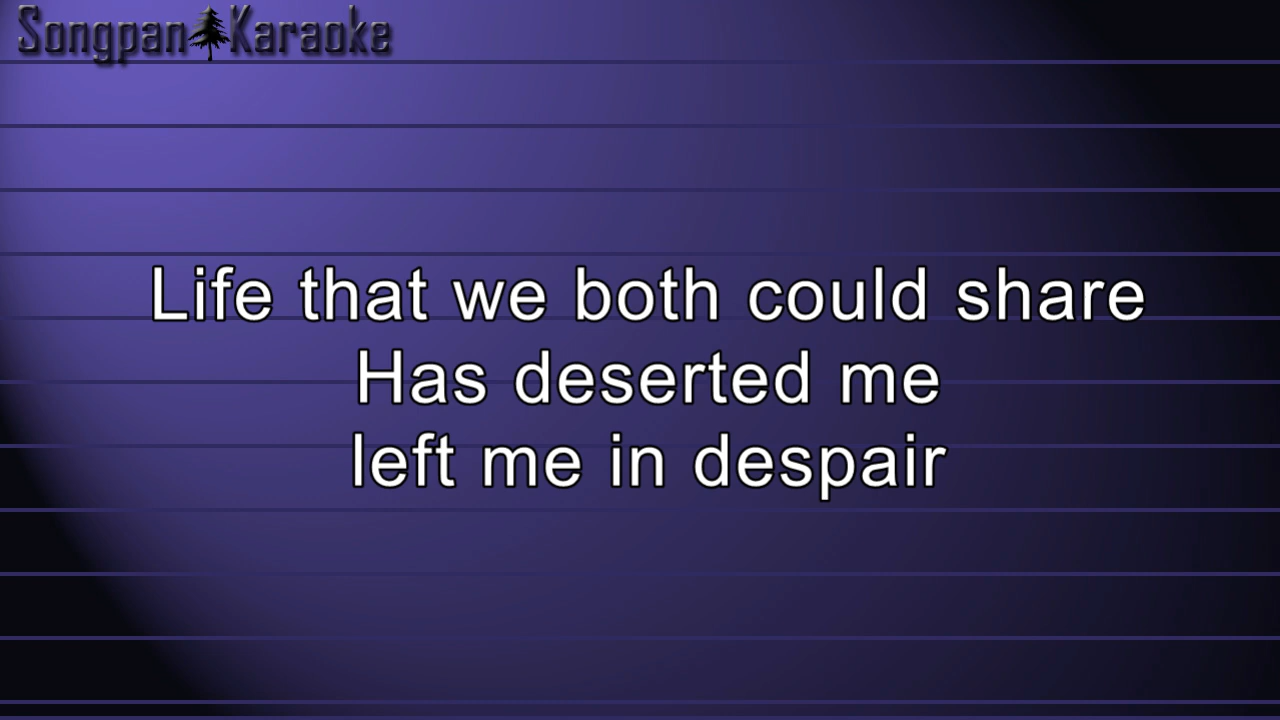 Songpan Karaoke
Life that we both could share
Has deserted me
left me in despair